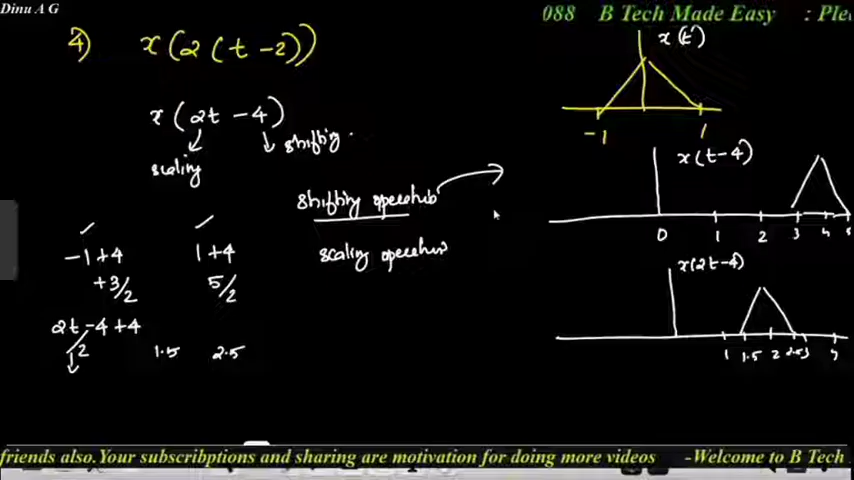 Dinu A G
088 B Tech Made Easy : Ple
4) x(2(t-2))
x(2t-4)
scaling
shifting
shifting
scaling
-1+4
1+4
+3/2
5/2
2t-4+4
2
1.5 2.5
x(t)
-1 1
x(t-4)
0 1 2 3 4 5
x(2t-4)
1 1.5 2 2.5 3 4
friends also.Your subscribptions and sharing are motivation for doing more videos -Welcome to B Tech